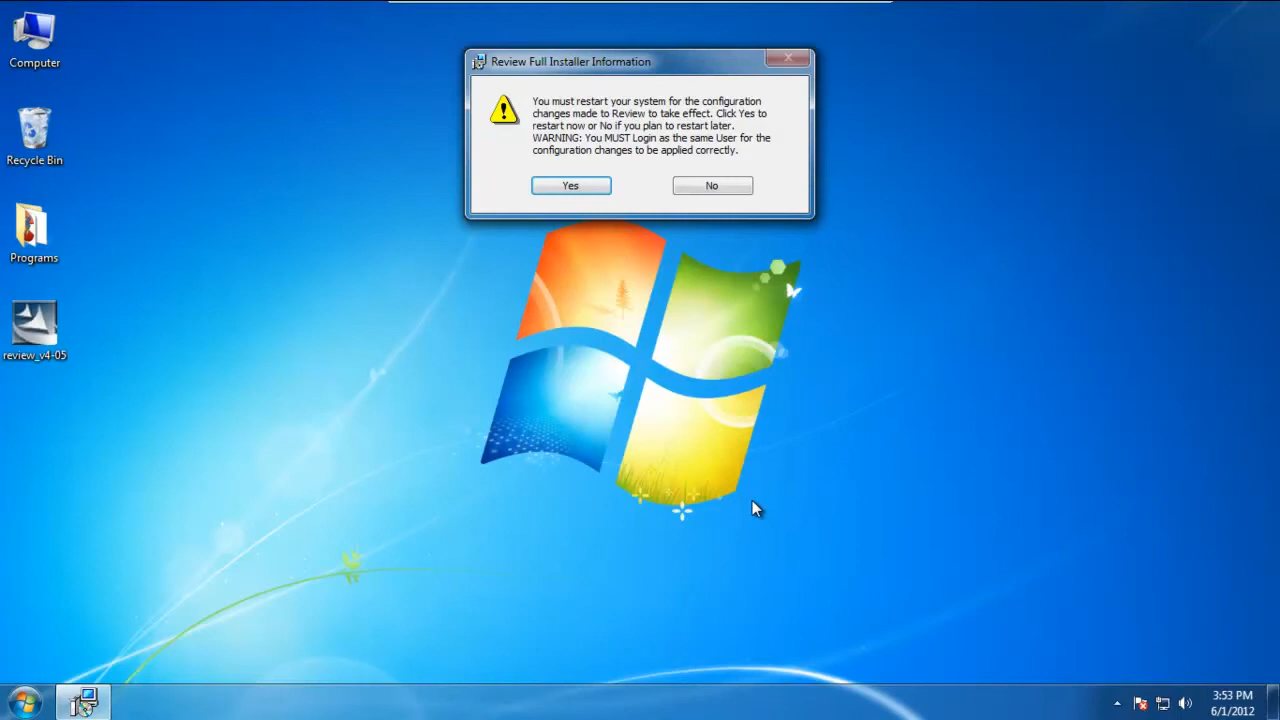 Computer
Recycle Bin
Programs
review_v4-05
Review Full Installer Information
You must restart your system for the configuration
changes made to Review to take effect. Click Yes to
restart now or No if you plan to restart later.
WARNING: You MUST Login as the same User for the
configuration changes to be applied correctly.
Yes
No
3:53 PM
6/1/2012